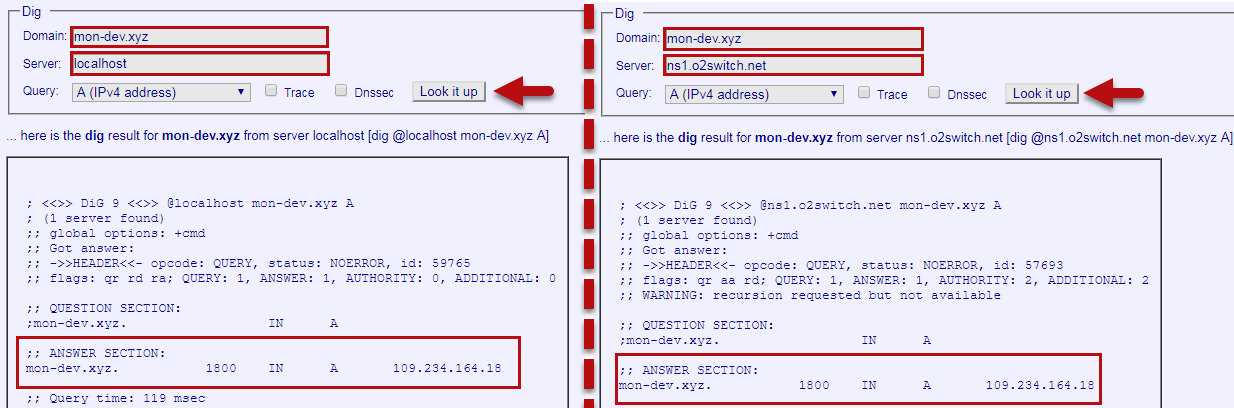 Dig
Domain: mon-dev.xyz
Server: localhost
Query: A (IPv4 address) Trace Dnssec Look it up
... here is the dig result for mon-dev.xyz from server localhost [dig @localhost mon-dev.xyz A]
; <<>> DiG 9 <<>> @localhost mon-dev.xyz A
; (1 server found)
;; global options: +cmd
;; Got answer:
;; ->>HEADER<<- opcode: QUERY, status: NOERROR, id: 59765
;; flags: qr rd ra; QUERY: 1, ANSWER: 1, AUTHORITY: 0, ADDITIONAL: 0
;; QUESTION SECTION:
;mon-dev.xyz. IN A
;; ANSWER SECTION:
mon-dev.xyz. 1800 IN A 109.234.164.18
;; Query time: 119 msec
Dig
Domain: mon-dev.xyz
Server: ns1.o2switch.net
Query: A (IPv4 address) Trace Dnssec Look it up
... here is the dig result for mon-dev.xyz from server ns1.o2switch.net [dig @ns1.o2switch.net mon-dev.xyz A]
; <<>> DiG 9 <<>> @ns1.o2switch.net mon-dev.xyz A
; (1 server found)
;; global options: +cmd
;; Got answer:
;; ->>HEADER<<- opcode: QUERY, status: NOERROR, id: 57693
;; flags: qr aa rd; QUERY: 1, ANSWER: 1, AUTHORITY: 2, ADDITIONAL: 2
;; WARNING: recursion requested but not available
;; QUESTION SECTION:
;mon-dev.xyz. IN A
;; ANSWER SECTION:
mon-dev.xyz. 1800 IN A 109.234.164.18